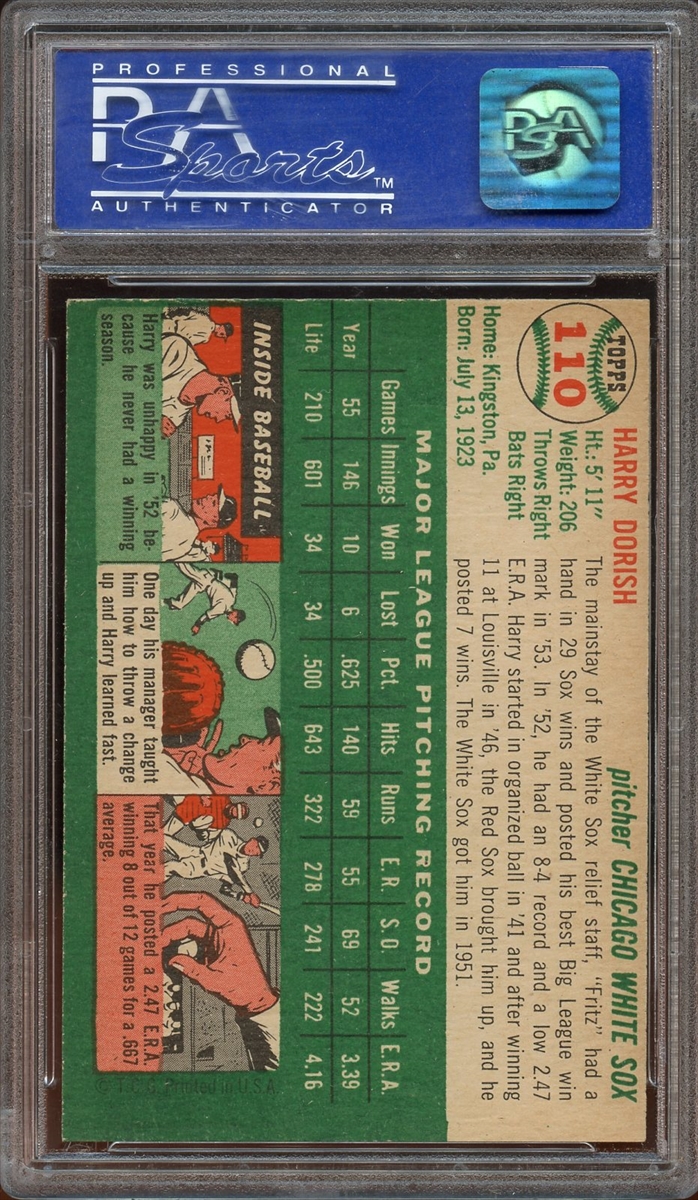 PROFESSIONAL
PSA
Sports™
AUTHENTICATOR
PSA
TOPPS
110
HARRY DORISH
pitcher CHICAGO WHITE SOX
Ht.: 5' 11"
Weight: 206
Throws Right
Bats Right
Home: Kingston, Pa.
Born: July 13, 1923
The mainstay of the White Sox relief staff, "Fritz" had a
hand in 29 Sox wins and posted his best Big League win
mark in '53. In '52, he had an 8-4 record and a low 2.47
E.R.A. Harry started in organized ball in '41 and after winning
11 at Louisville in '46, the Red Sox brought him up, and he
posted 7 wins. The White Sox got him in 1951.
MAJOR LEAGUE PITCHING RECORD
Games Innings Won Lost Pct. Hits Runs E.R. S.O. Walks E.R.A.
Year 55 146 10 6 .625 140 59 55 69 52 3.39
Life 210 601 34 34 .500 643 322 278 241 222 4.16
INSIDE BASEBALL
Harry was unhappy in '52 be-
cause he never had a winning
season.
One day his manager taught
him how to throw a change
up and Harry learned fast.
That year he posted a 2.47 E.R.A.
winning 8 out of 12 games for a .667
average.
© T.C.G. Printed in U.S.A.